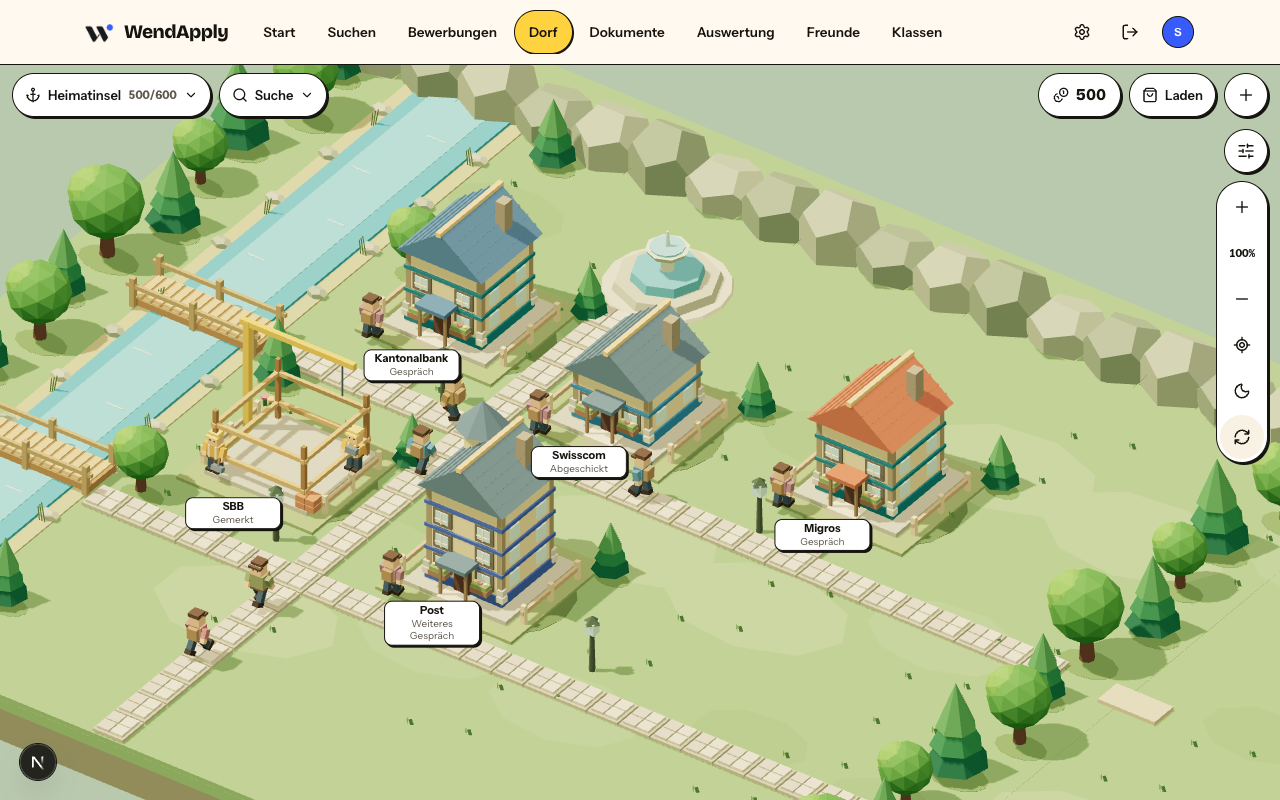 WendApply
Start
Suchen
Bewerbungen
Dorf
Dokumente
Auswertung
Freunde
Klassen
S
Heimatinsel 500/600
Suche
500
Laden
100%
Kantonalbank
Gespräch
Swisscom
Abgeschickt
SBB
Gemerkt
Migros
Gespräch
Post
Weiteres
Gespräch
N